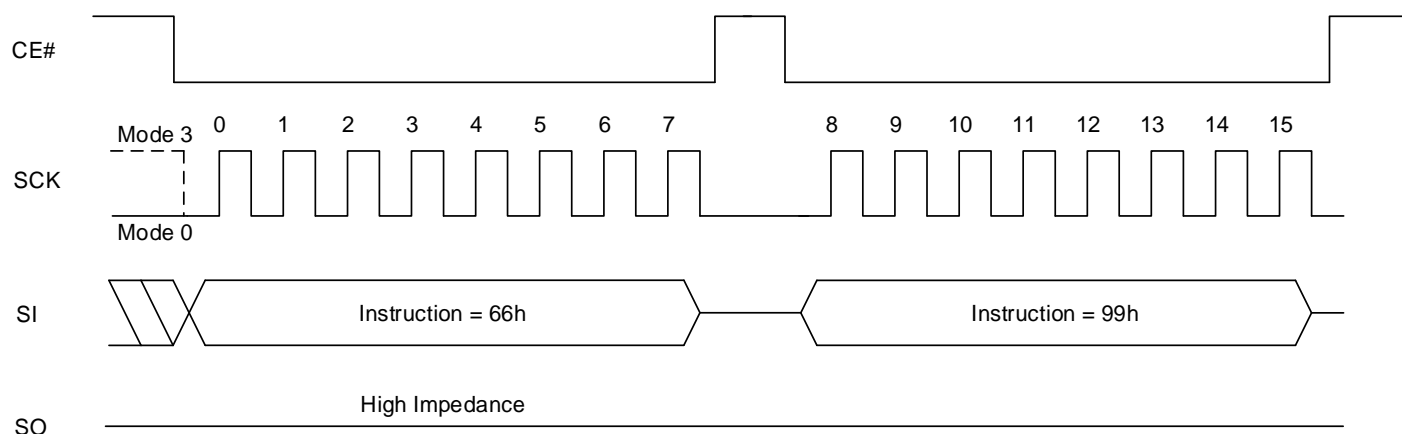 CE#
Mode 3
0 1 2 3 4 5 6 7 8 9 10 11 12 13 14 15
SCK
Mode 0
SI
Instruction = 66h
Instruction = 99h
High Impedance
SO